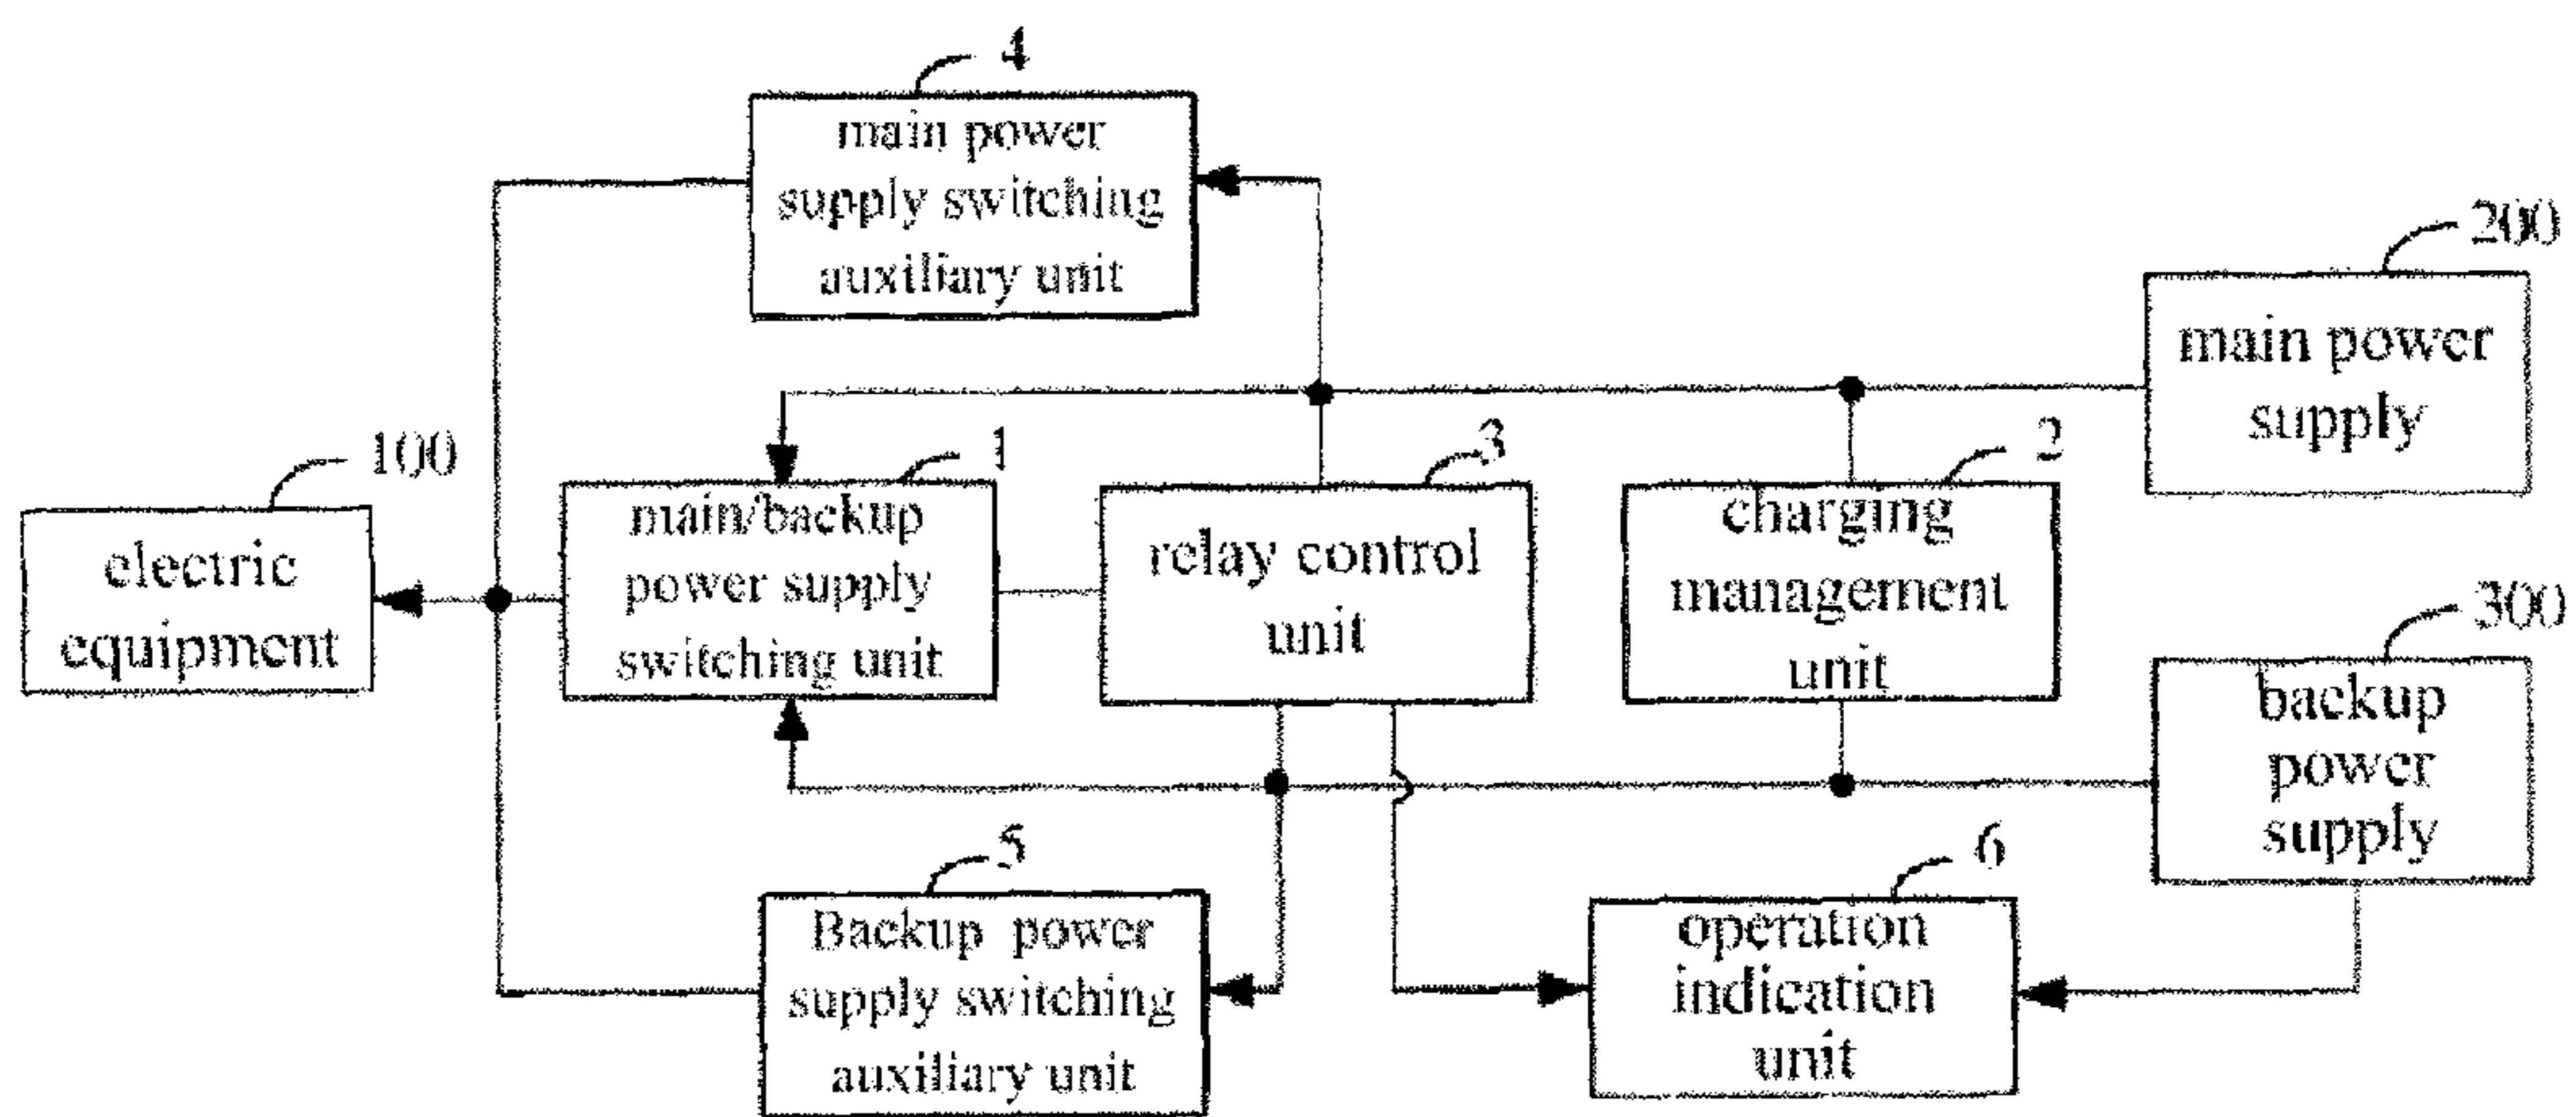 4
main power
supply switching
auxiliary unit
200
main power
supply
100
electric
equipment
1
main/backup
power supply
switching unit
3
relay control
unit
2
charging
management
unit
300
backup
power
supply
5
Backup power
supply switching
auxiliary unit
6
operation
indication
unit